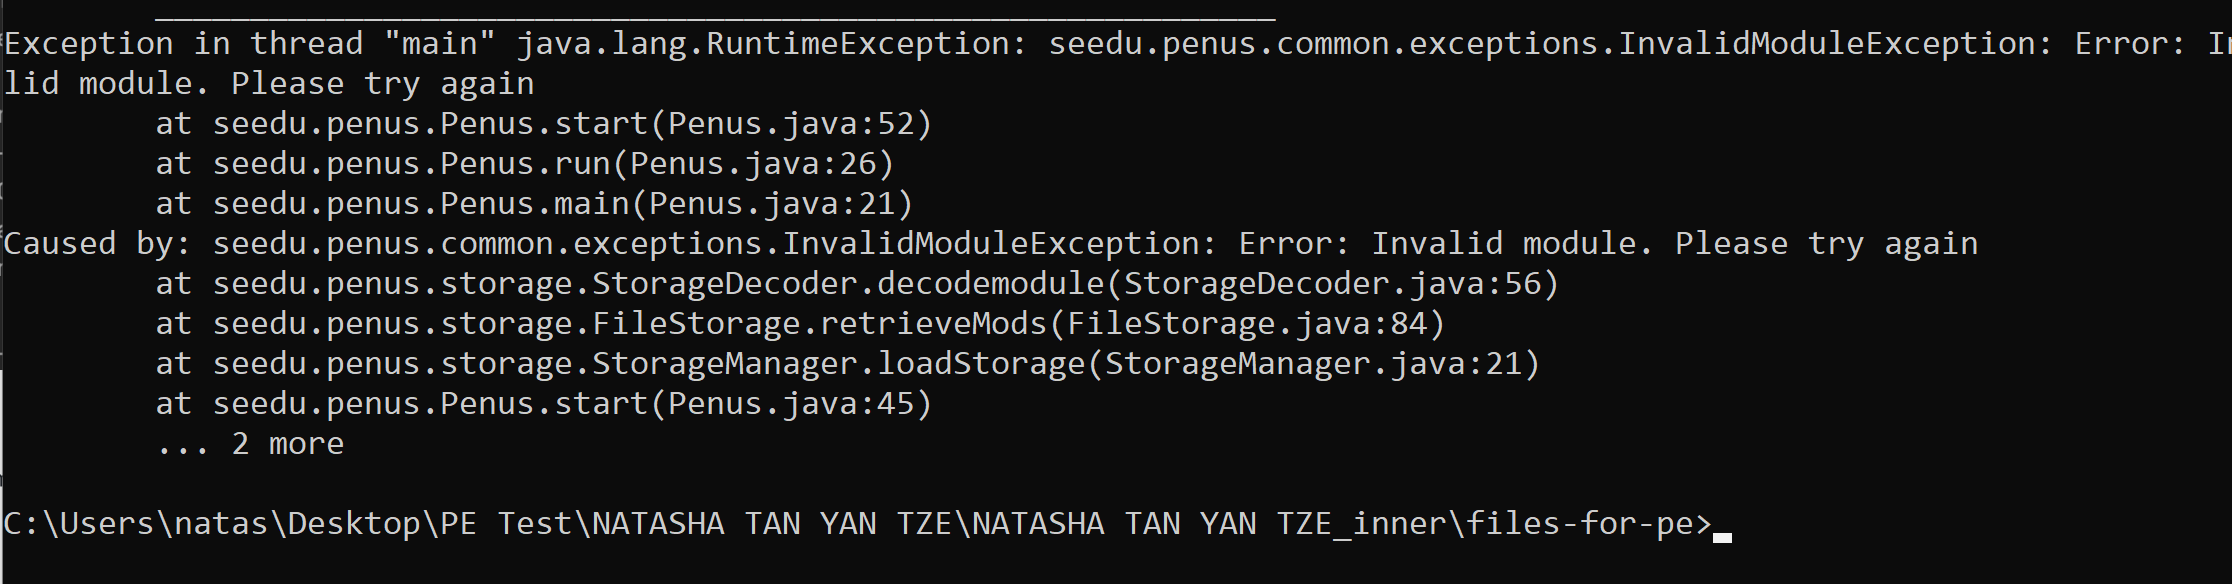 ___________________________________________________________
Exception in thread "main" java.lang.RuntimeException: seedu.penus.common.exceptions.InvalidModuleException: Error:
lid module. Please try again
at seedu.penus.Penus.start(Penus.java:52)
at seedu.penus.Penus.run(Penus.java:26)
at seedu.penus.Penus.main(Penus.java:21)
Caused by: seedu.penus.common.exceptions.InvalidModuleException: Error: Invalid module. Please try again
at seedu.penus.storage.StorageDecoder.decodemodule(StorageDecoder.java:56)
at seedu.penus.storage.FileStorage.retrieveMods(FileStorage.java:84)
at seedu.penus.storage.StorageManager.loadStorage(StorageManager.java:21)
at seedu.penus.Penus.start(Penus.java:45)
... 2 more
C:\Users\natas\Desktop\PE Test\NATASHA TAN YAN TZE\NATASHA TAN YAN TZE_inner\files-for-pe>